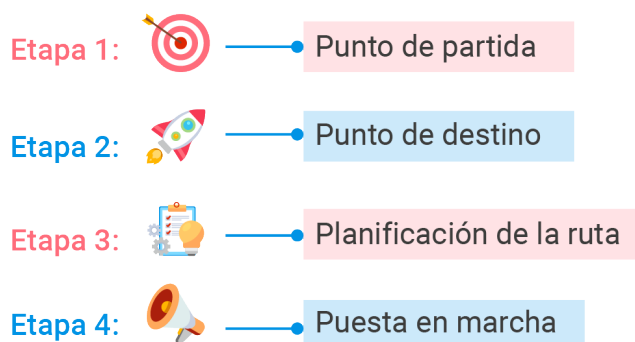 Etapa 1: Punto de partida
Etapa 2: Punto de destino
Etapa 3: Planificación de la ruta
Etapa 4: Puesta en marcha